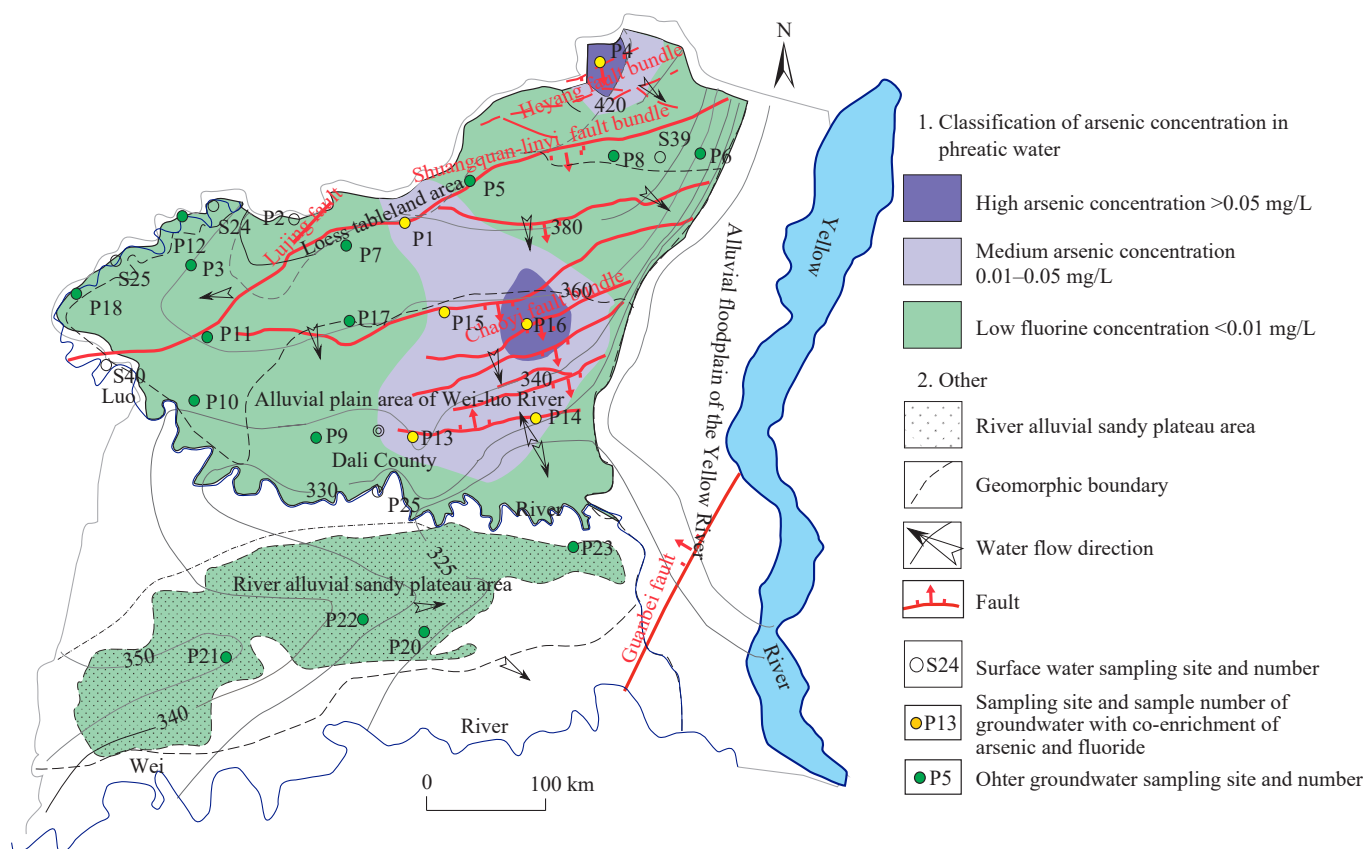 N
P4
Heyang fault bundle
420
Shuangquan-linyi fault bundle
S39
P8
P6
P5
Loess tableland area
Lujing fault
S24
P2
P12
P1
380
P7
P3
S25
P18
360
P15
Chaoyi fault bundle
P16
P17
P11
S40
Luo
340
P10
Alluvial plain area of Wei-luo River
P14
P9
P13
Dali County
330
P25
River
325
P23
River alluvial sandy plateau area
P22
P20
P21
350
340
Wei
River
Guanbei fault
Alluvial floodplain of the Yellow River
Yellow
River
0 100 km
1. Classification of arsenic concentration in
phreatic water
High arsenic concentration >0.05 mg/L
Medium arsenic concentration
0.01–0.05 mg/L
Low fluorine concentration <0.01 mg/L
2. Other
River alluvial sandy plateau area
Geomorphic boundary
Water flow direction
Fault
S24 Surface water sampling site and number
Sampling site and sample number of
P13 groundwater with co-enrichment of
arsenic and fluoride
P5 Ohter groundwater sampling site and number